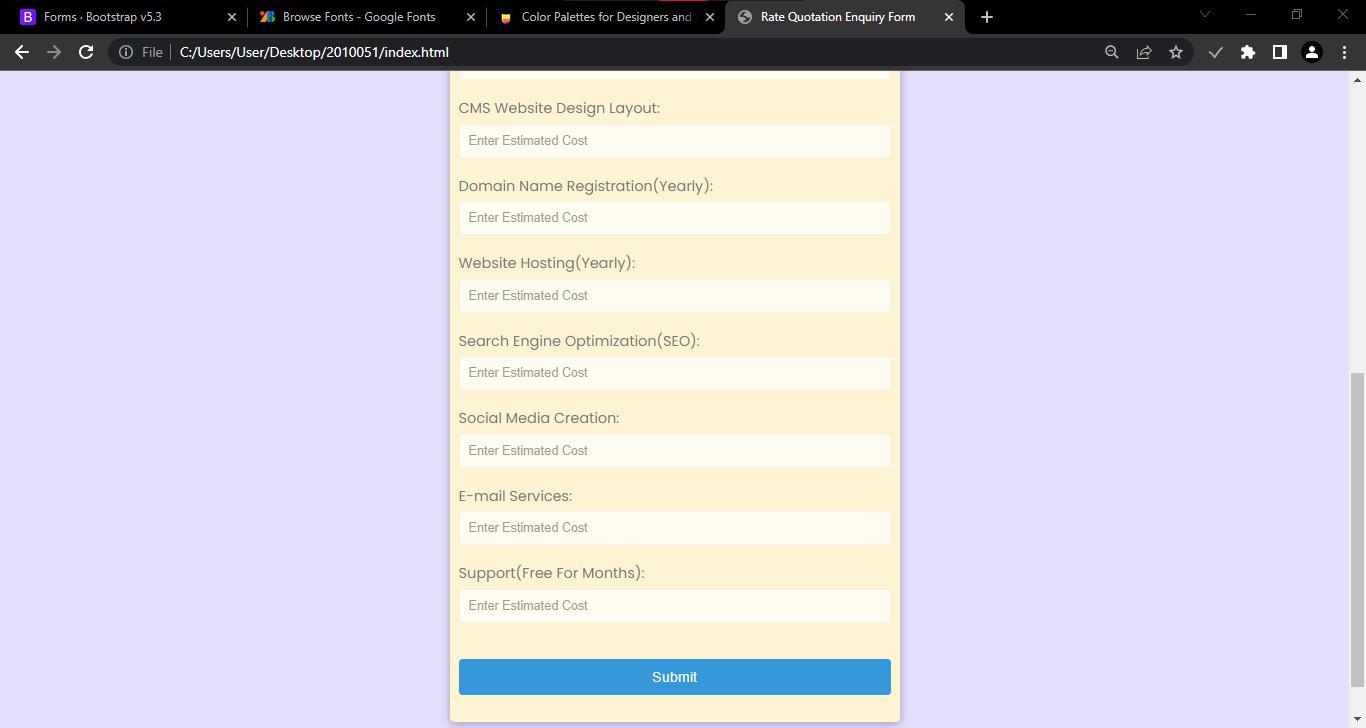 B Forms · Bootstrap v5.3
Browse Fonts - Google Fonts
Color Palettes for Designers and
Rate Quotation Enquiry Form
File
C:/Users/User/Desktop/2010051/index.html
CMS Website Design Layout:
Enter Estimated Cost
Domain Name Registration(Yearly):
Enter Estimated Cost
Website Hosting(Yearly):
Enter Estimated Cost
Search Engine Optimization(SEO):
Enter Estimated Cost
Social Media Creation:
Enter Estimated Cost
E-mail Services:
Enter Estimated Cost
Support(Free For Months):
Enter Estimated Cost
Submit